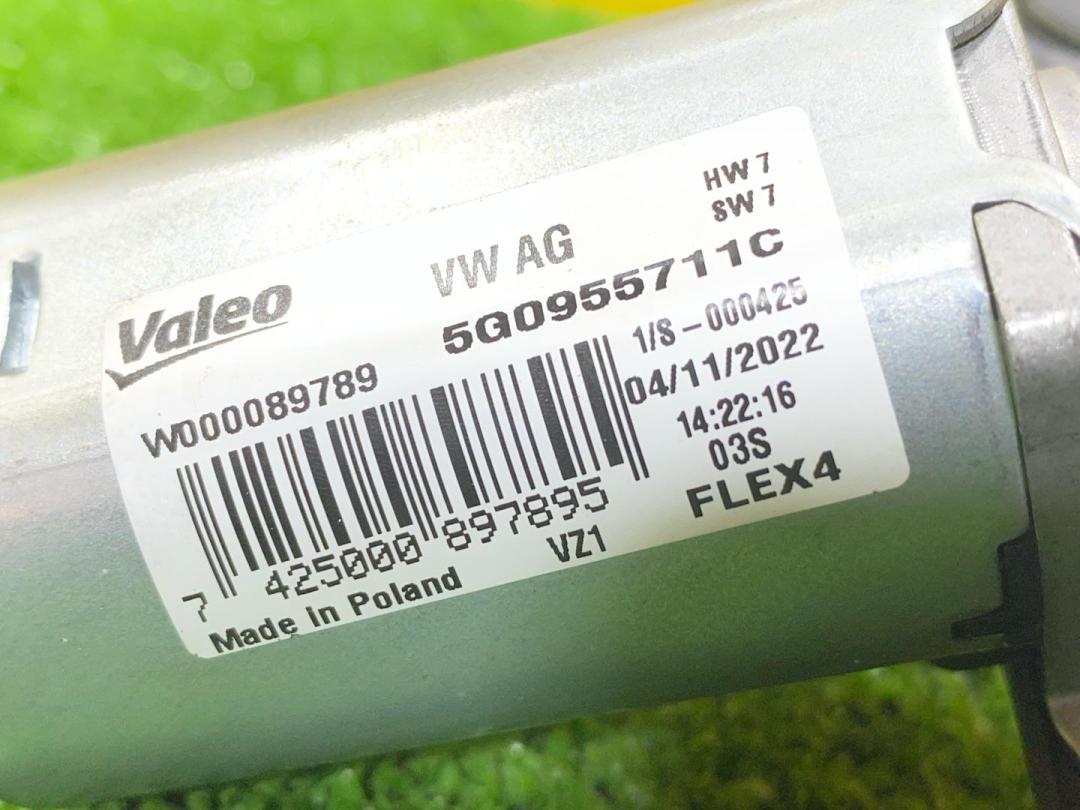 HW 7
SW 7
VW AG
Valeo
5G0955711C
1/S - 000425
W000089789
04/11/2022
14:22:16
03S
FLEX4
7 425000 897895
VZ1
Made In Poland